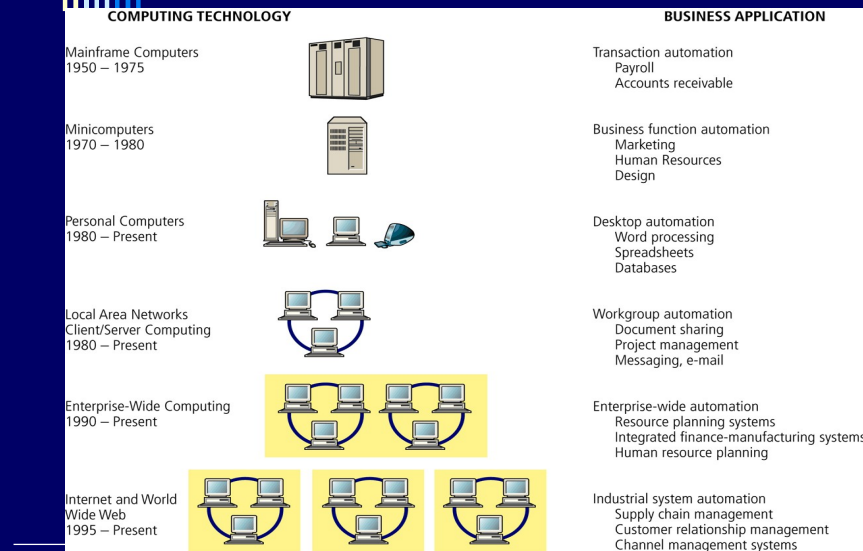 COMPUTING TECHNOLOGY
BUSINESS APPLICATION
Mainframe Computers
1950 – 1975
Transaction automation
Payroll
Accounts receivable
Minicomputers
1970 – 1980
Business function automation
Marketing
Human Resources
Design
Personal Computers
1980 – Present
Desktop automation
Word processing
Spreadsheets
Databases
Local Area Networks
Client/Server Computing
1980 – Present
Workgroup automation
Document sharing
Project management
Messaging, e-mail
Enterprise-Wide Computing
1990 – Present
Enterprise-wide automation
Resource planning systems
Integrated finance-manufacturing systems
Human resource planning
Internet and World
Wide Web
1995 – Present
Industrial system automation
Supply chain management
Customer relationship management
Channel management systems